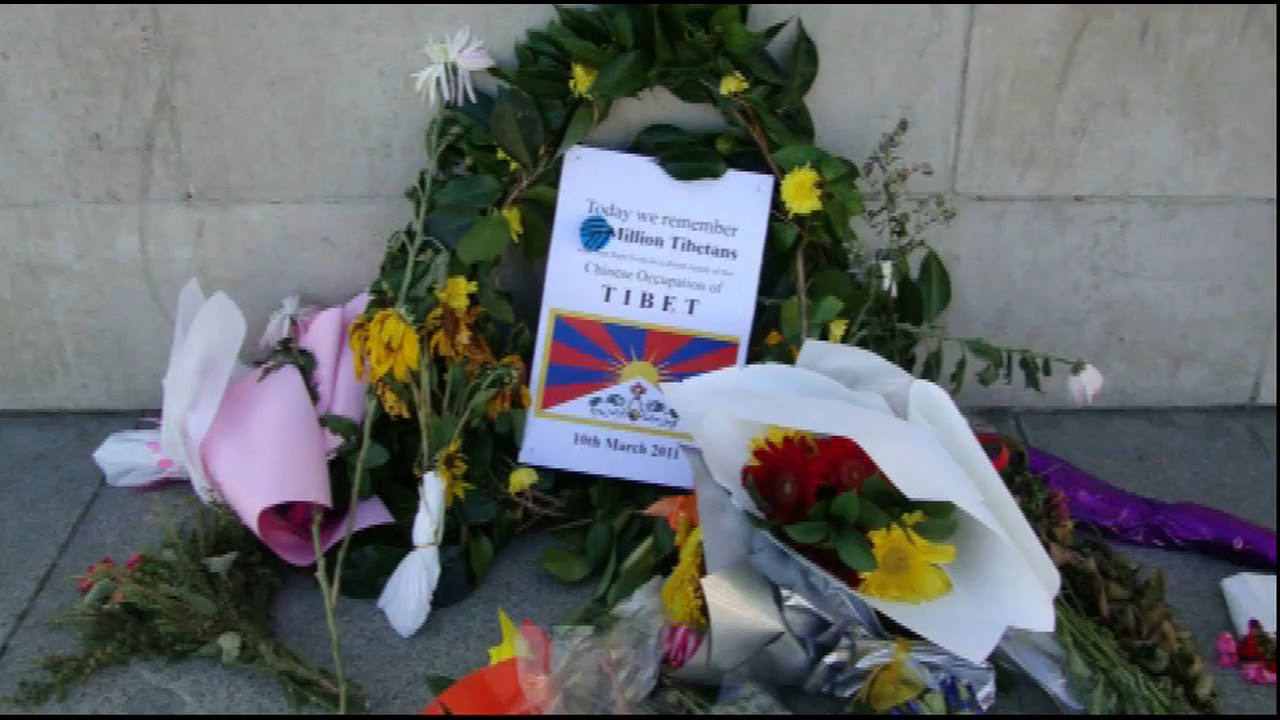 Today we remember
Million Tibetans
Chinese Occupation of
TIBET
10th March 2011